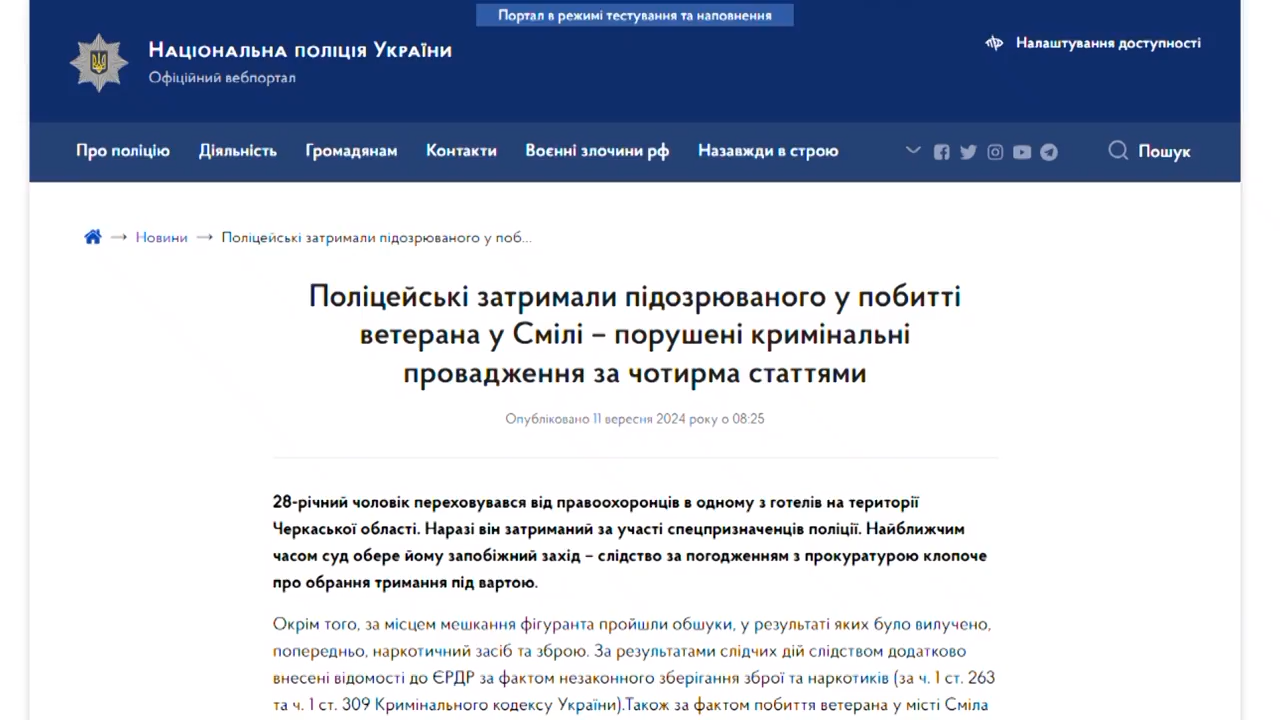 Портал в режимі тестування та наповнення
Національна поліція України
Офіційний вебпортал
Налаштування доступності
Про поліцію Діяльність Громадянам Контакти Воєнні злочини рф Назавжди в строю Пошук
Новини → Поліцейські затримали підозрюваного у поб...
Поліцейські затримали підозрюваного у побитті
ветерана у Смілі – порушені кримінальні
провадження за чотирма статтями
Опубліковано 11 вересня 2024 року о 08:25
28-річний чоловік переховувався від правоохоронців в одному з готелів на території
Черкаської області. Наразі він затриманий за участі спецпризначенців поліції. Найближчим
часом суд обере йому запобіжний захід – слідство за погодженням з прокуратурою клопоче
про обрання тримання під вартою.
Окрім того, за місцем мешкання фігуранта пройшли обшуки, у результаті яких було вилучено,
попередньо, наркотичний засіб та зброю. За результатами слідчих дій слідством додатково
внесені відомості до ЄРДР за фактом незаконного зберігання зброї та наркотиків (за ч. 1 ст. 263
та ч. 1 ст. 309 Кримінального кодексу України).Також за фактом побиття ветерана у місті Сміла